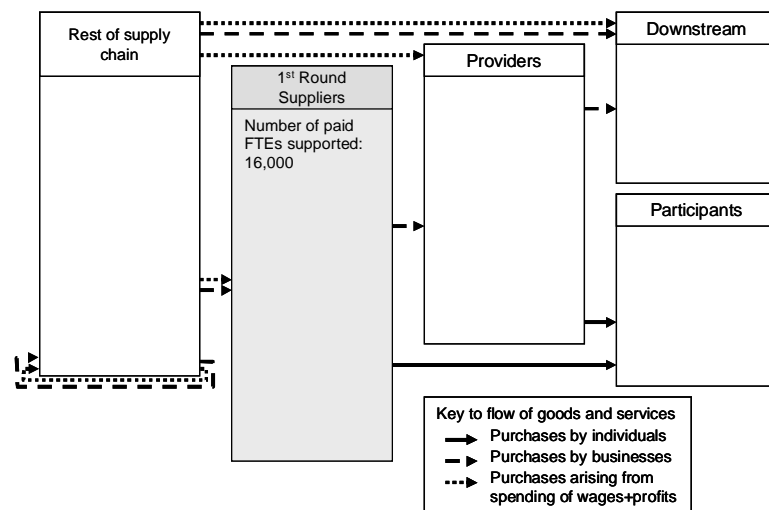 Rest of supply
chain
1st Round
Suppliers
Number of paid
FTEs supported:
16,000
Providers
Downstream
Participants
Key to flow of goods and services
Purchases by individuals
Purchases by businesses
Purchases arising from
spending of wages+profits